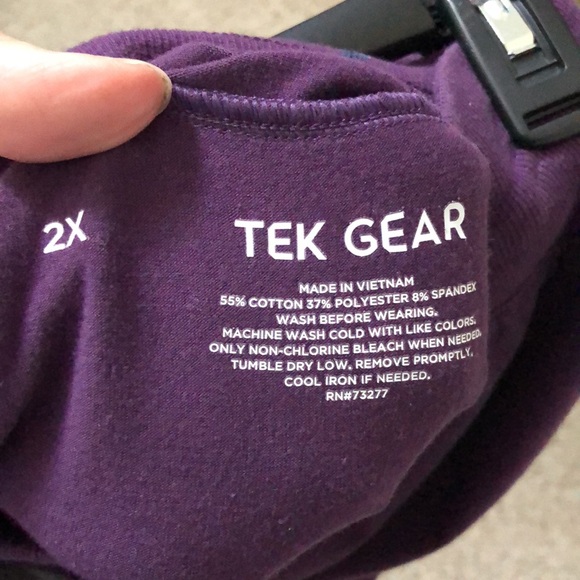 2X
TEK GEAR
MADE IN VIETNAM
55% COTTON 37% POLYESTER 8% SPANDEX
WASH BEFORE WEARING.
MACHINE WASH COLD WITH LIKE COLORS.
ONLY NON-CHLORINE BLEACH WHEN NEEDED.
TUMBLE DRY LOW. REMOVE PROMPTLY.
COOL IRON IF NEEDED.
RN#73277